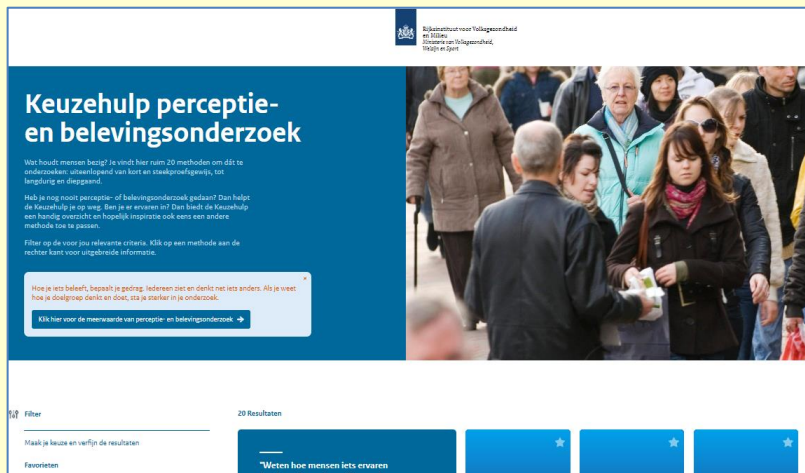 Rijksinstituut voor Volksgezondheid
en Milieu
Ministerie van Volksgezondheid,
Welzijn en Sport
Keuzehulp perceptie-
en belevingsonderzoek
Wat houdt mensen bezig? Je vindt hier ruim 20 methoden om dát te
onderzoeken: uiteenlopend van kort en steekproefsgewijs, tot
langdurig en diepgaand.
Heb je nog nooit perceptie- of belevingsonderzoek gedaan? Dan helpt
de Keuzehulp je op weg. Ben je er ervaren in? Dan biedt de Keuzehulp
een handig overzicht en hopelijk inspiratie ook eens een andere
methode toe te passen.
Filter op de voor jou relevante criteria. Klik op een methode aan de
rechter kant voor uitgebreide informatie.
Hoe je iets beleeft, bepaalt je gedrag. Iedereen ziet en denkt net iets anders. Als je weet
hoe je doelgroep denkt en doet, sta je sterker in je onderzoek.
Klik hier voor de meerwaarde van perceptie- en belevingsonderzoek →
Filter
20 Resultaten
Maak je keuze en verfijn de resultaten
Favorieten
"Weten hoe mensen iets ervaren